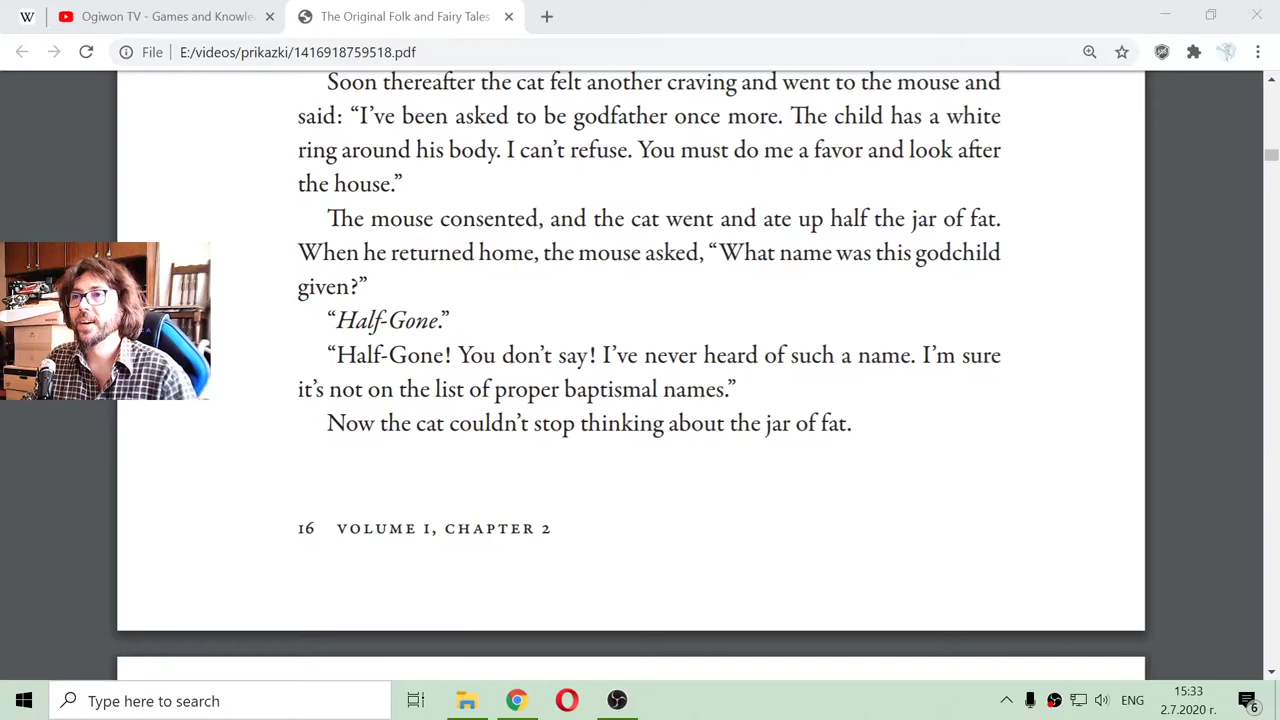 W
Ogiwon TV - Games and Knowle
The Original Folk and Fairy Tales
File
E:/videos/prikazki/1416918759518.pdf
Soon thereafter the cat felt another craving and went to the mouse and
said: “I’ve been asked to be godfather once more. The child has a white
ring around his body. I can’t refuse. You must do me a favor and look after
the house.”
The mouse consented, and the cat went and ate up half the jar of fat.
When he returned home, the mouse asked, “What name was this godchild
given?”
“Half-Gone.”
“Half-Gone! You don’t say! I’ve never heard of such a name. I’m sure
it’s not on the list of proper baptismal names.”
Now the cat couldn’t stop thinking about the jar of fat.
16 VOLUME I, CHAPTER 2
Type here to search
ЕНГ
15:33
2.7.2020 г.
6